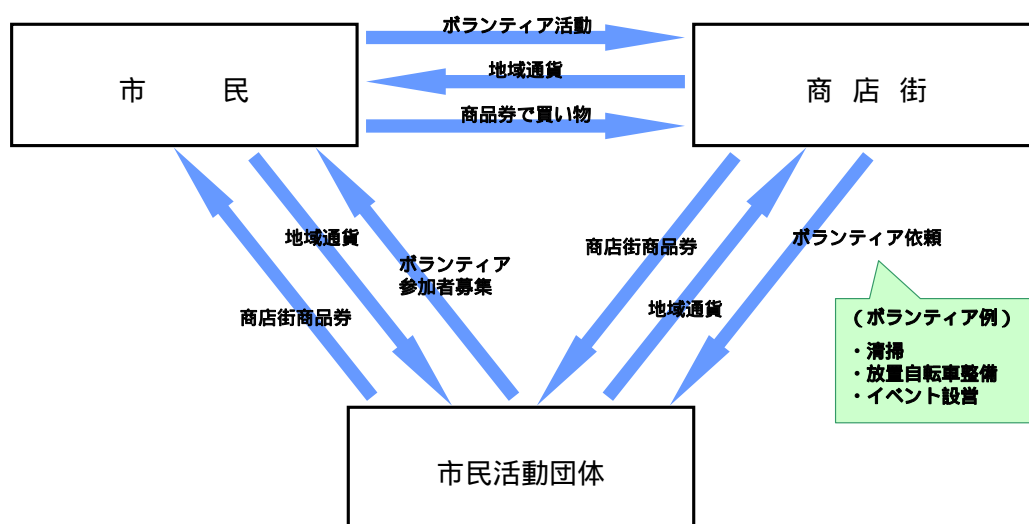 ボランティア活動
市　　民
地域通貨
商店街
商品券で買い物
地域通貨
ボランティア
参加者募集
商店街商品券
商店街商品券
地域通貨
ボランティア依頼
（ボランティア例）
・清掃
・放置自転車整備
・イベント設営
市民活動団体